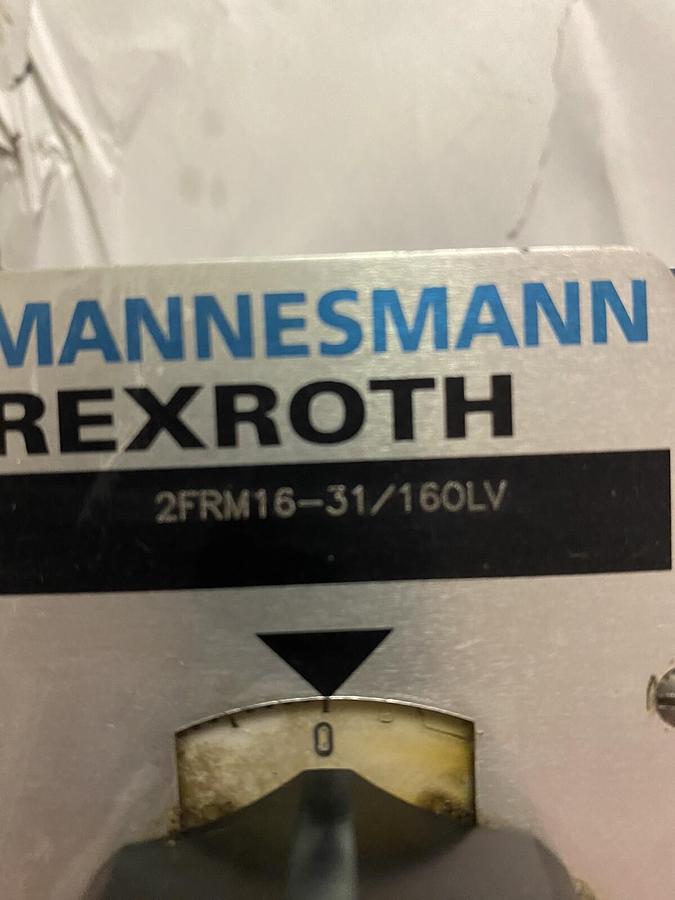 MANNESMANN
REXROTH
2FRM16-31/160LV
0